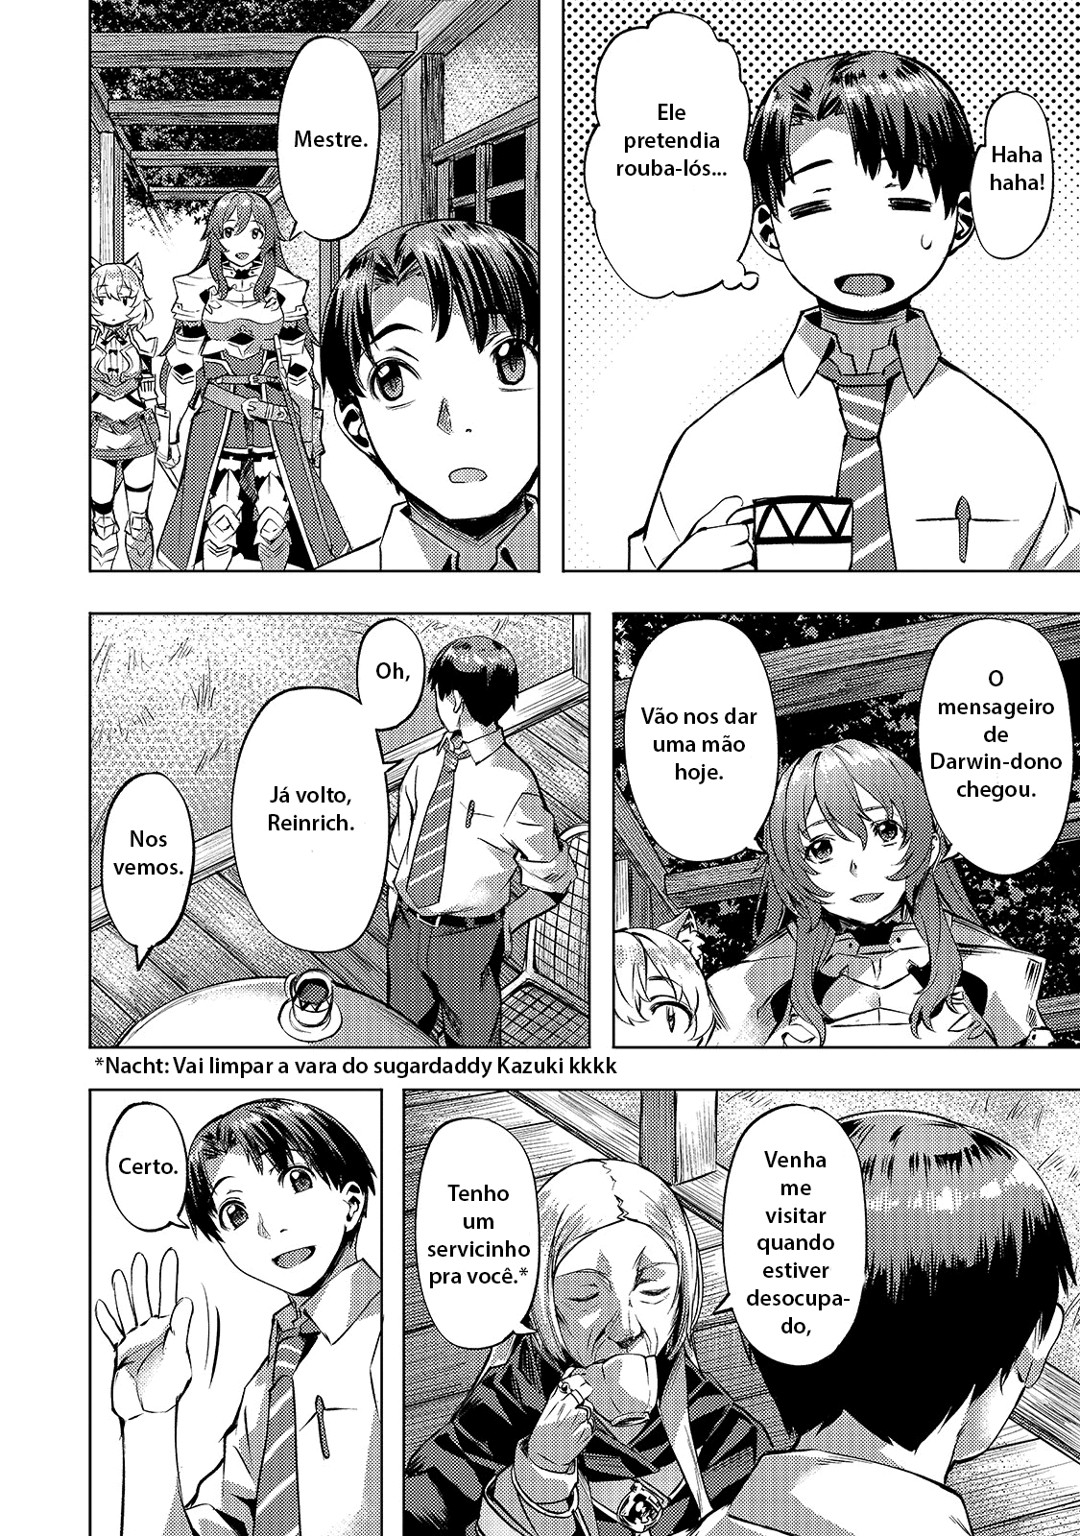 Haha
haha!
Ele
pretendia
rouba-lós...
Mestre.
O
mensageiro
de
Darwin-dono
chegou.
Vão nos dar
uma mão
hoje.
Oh,
Já volto,
Reinrich.
Nos
vemos.
*Nacht: Vai limpar a vara do sugardaddy Kazuki kkkk
Venha
me
visitar
quando
estiver
desocupa-
do,
Tenho
um
servicinho
pra você.*
Certo.